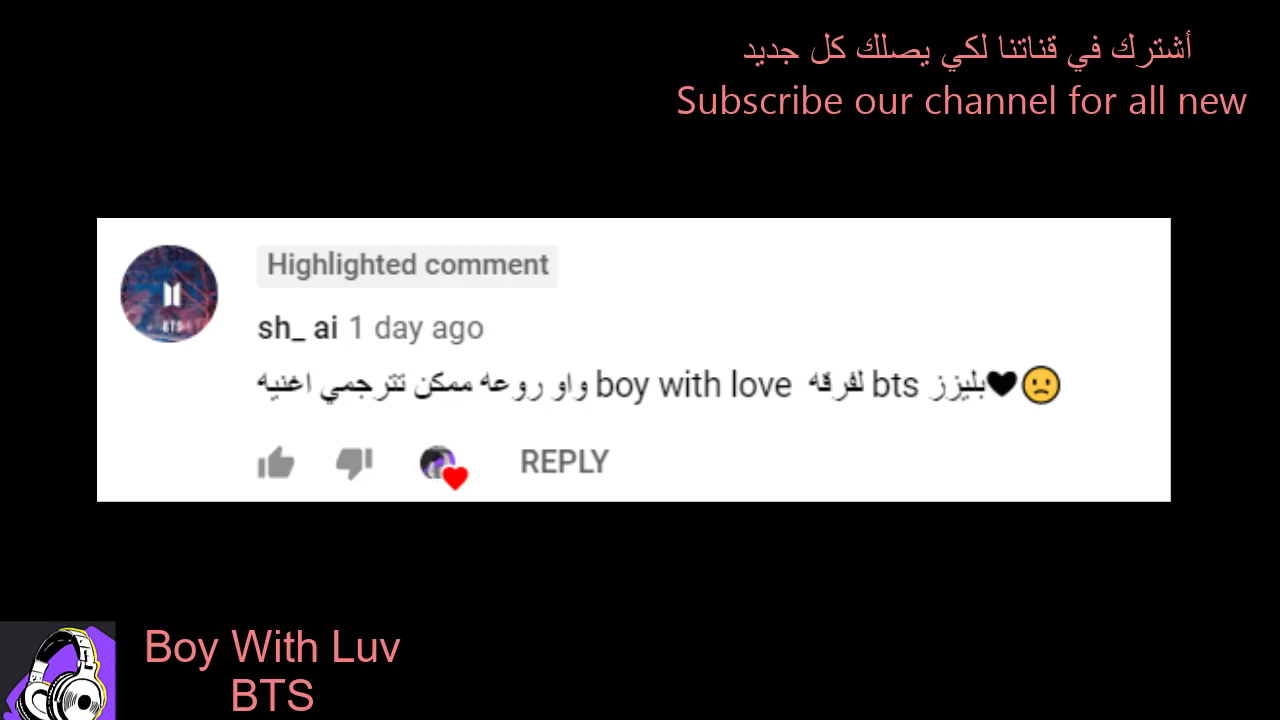 أشترك في قناتنا لكي يصلك كل جديد
Subscribe our channel for all new
BTS
Highlighted comment
sh_ ai 1 day ago
واو روعه ممكن تترجمي اغنيه boy with love لفرقه bts بليزز🖤🙁
REPLY
Boy With Luv
BTS